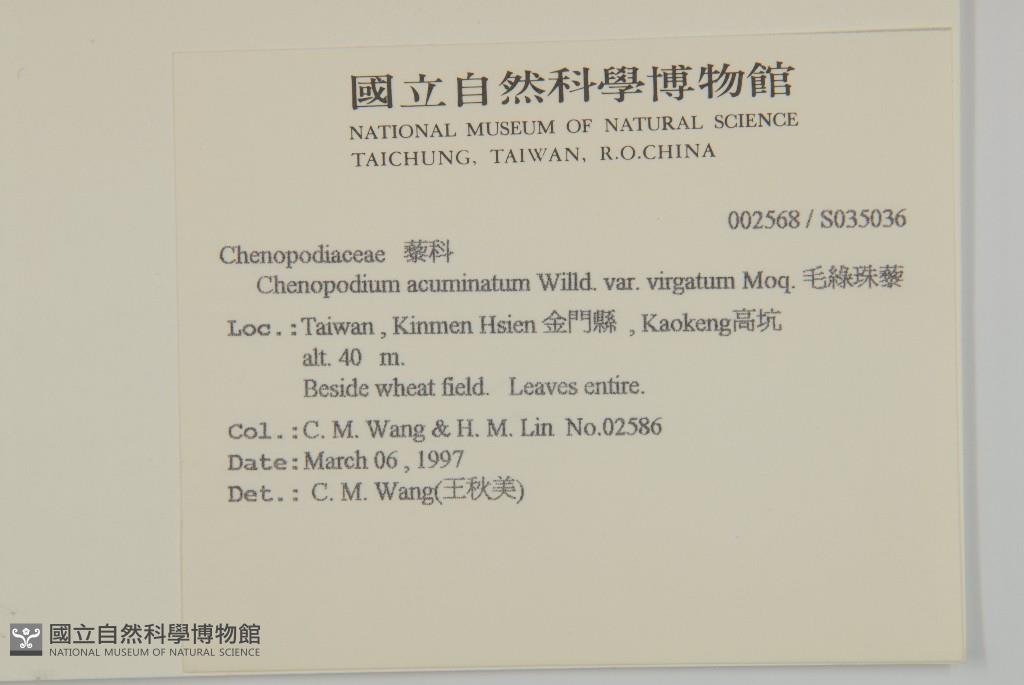 國立自然科學博物館
NATIONAL MUSEUM OF NATURAL SCIENCE
TAICHUNG, TAIWAN, R.O.CHINA
002568 / S035036
Chenopodiaceae 藜科
Chenopodium acuminatum Willd. var. virgatum Moq. 毛綠珠藜
Loc.:Taiwan , Kinmen Hsien 金門縣 , Kaokeng高坑
alt. 40 m.
Beside wheat field. Leaves entire.
Col.:C. M. Wang & H. M. Lin No.02586
Date:March 06 , 1997
Det.: C. M. Wang(王秋美)
國立自然科學博物館
NATIONAL MUSEUM OF NATURAL SCIENCE